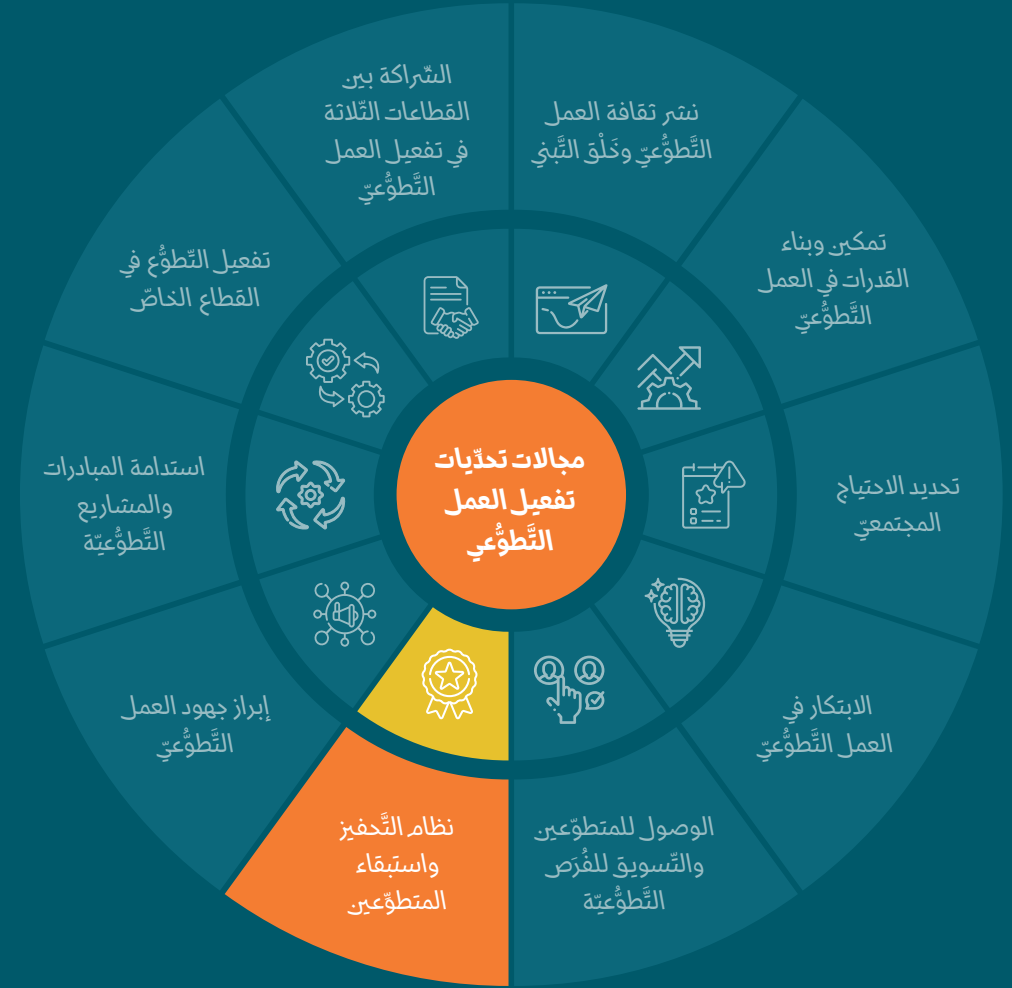 مجالات تحدِّيات
تفعيل العمل
التَّطوُّعي
نشر ثقافة العمل
التَّطوُّعيّ وخَلْق التَّبني
تمكين وبناء
القدرات في العمل
التَّطوُّعيّ
تحديد الاحتياج
المجتمعيّ
الابتكار في
العمل التَّطوُّعيّ
الوصول للمتطوّعين
والتّسويق للفُرَص
التَّطوُّعيّة
نظام التَّحفيز
واستبقاء
المتطوّعين
إبراز جهود العمل
التَّطوُّعيّ
استدامة المبادرات
والمشاريع
التَّطوُّعيّة
تفعيل التّطوُّع في
القطاع الخاصّ
الشّراكة بين
القطاعات الثّلاثة
في تفعيل العمل
التَّطوُّعيّ